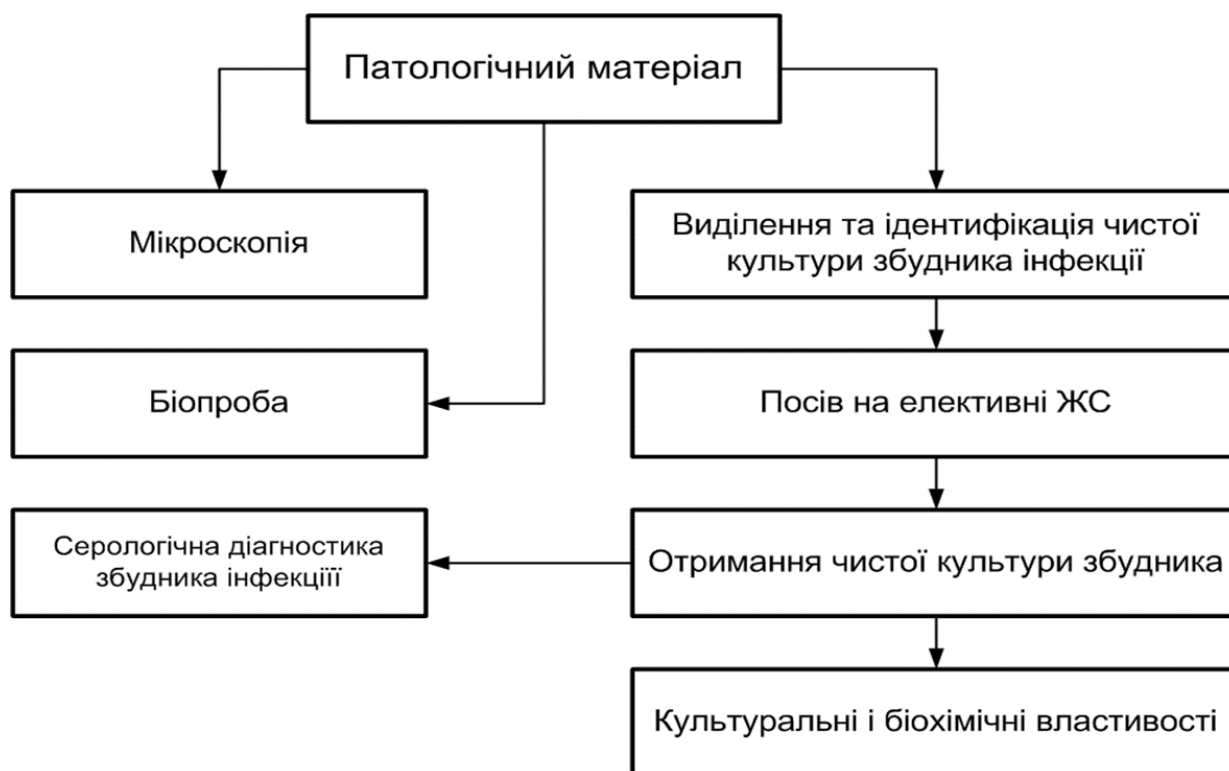 Патологічний матеріал
Мікроскопія
Виділення та ідентифікація чистої
культури збудника інфекції
Біопроба
Посів на елективні ЖС
Серологічна діагностика
збудника інфекціїї
Отримання чистої культури збудника
Культуральні і біохімічні властивості